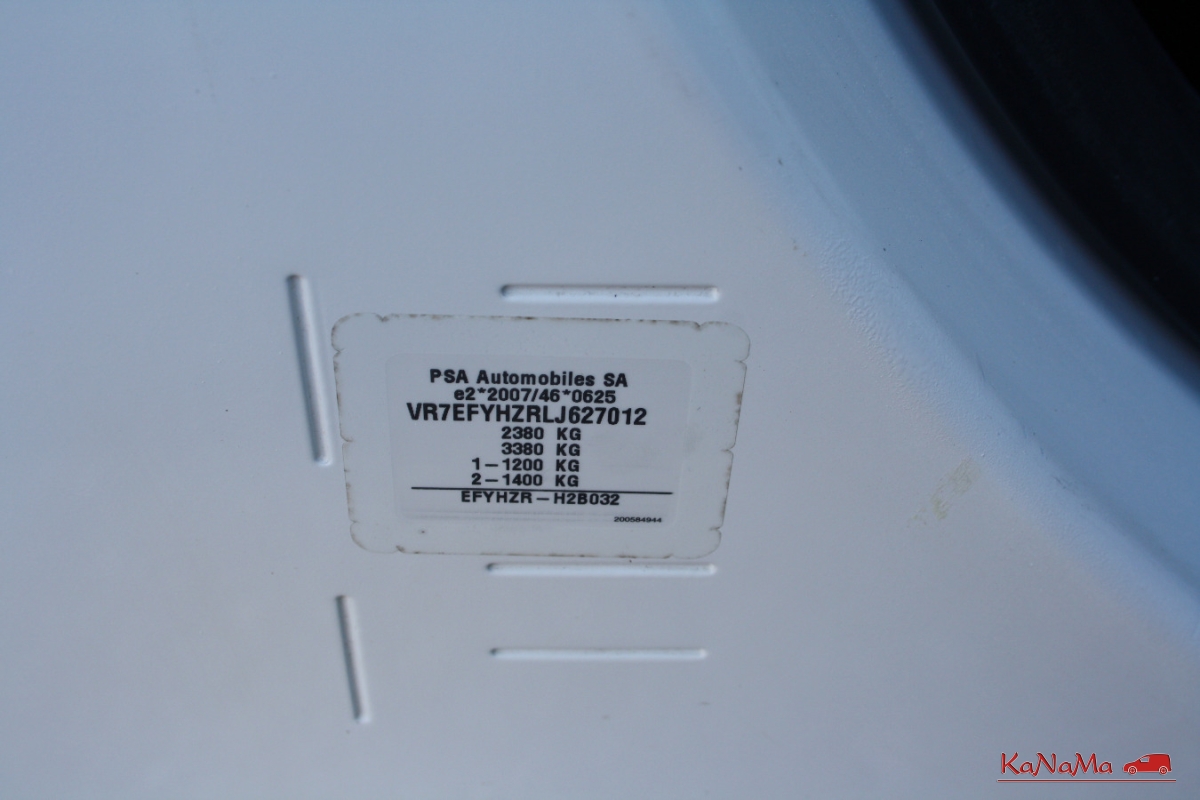 PSA Automobiles SA
e2*2007/46*0625
VR7EFYHZRLJ627012
2380 KG
3380 KG
1-1200 KG
2-1400 KG
EFYHZR-H2B032
200584944
KaNaMa